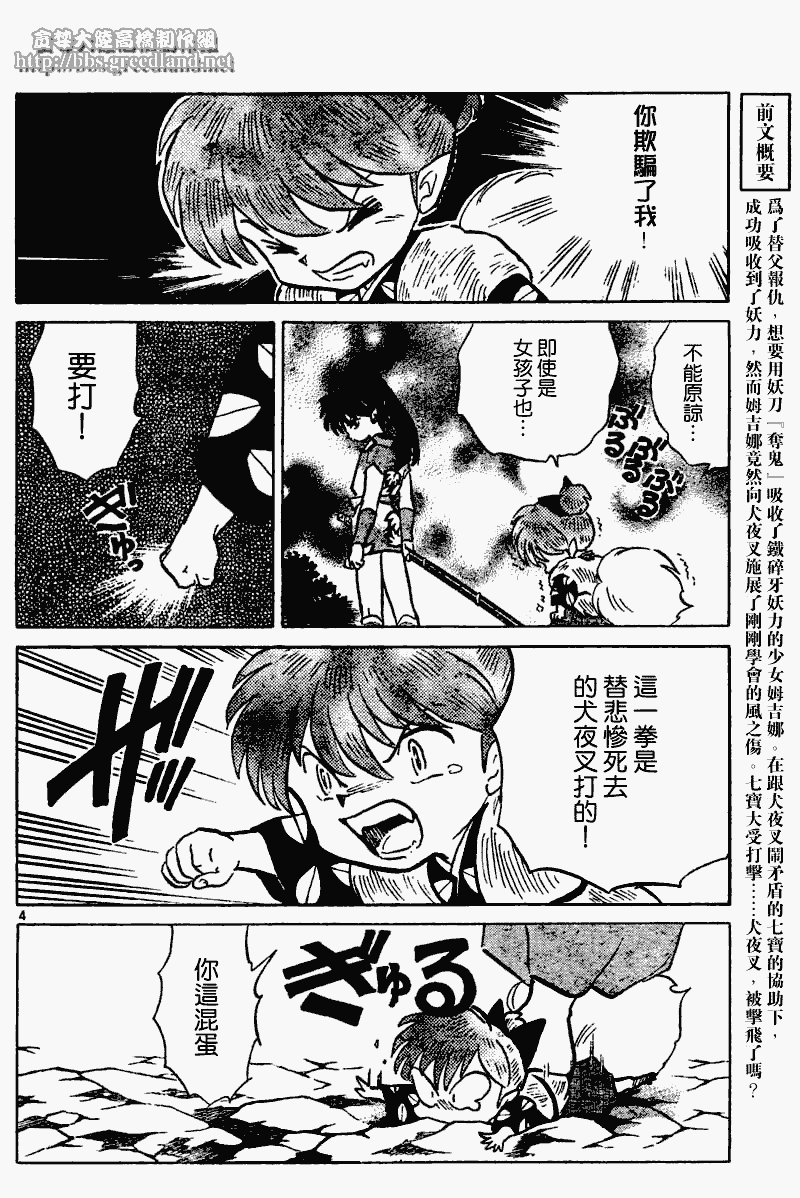 貪婪大陸高橋制作組
http://bbs.greedland.net
前文概要
爲了替父報仇，想要用妖刀『奪鬼』吸收了鐵碎牙妖力的少女姆吉娜。在跟犬夜叉鬧矛盾的七寶的協助下，
成功吸收到了妖力，然而姆吉娜竟然向犬夜叉施展了剛剛學會的風之傷。七寶大受打擊……犬夜叉，被擊飛了嗎？
你欺騙了我！
不能原諒…
即使是
女孩子也…
ぶる
ぶる
ぶる
要打！
ぎゅっ
這一拳是
替悲慘死去
的犬夜叉打的！
バッ
4
ぎゅる
你這混蛋